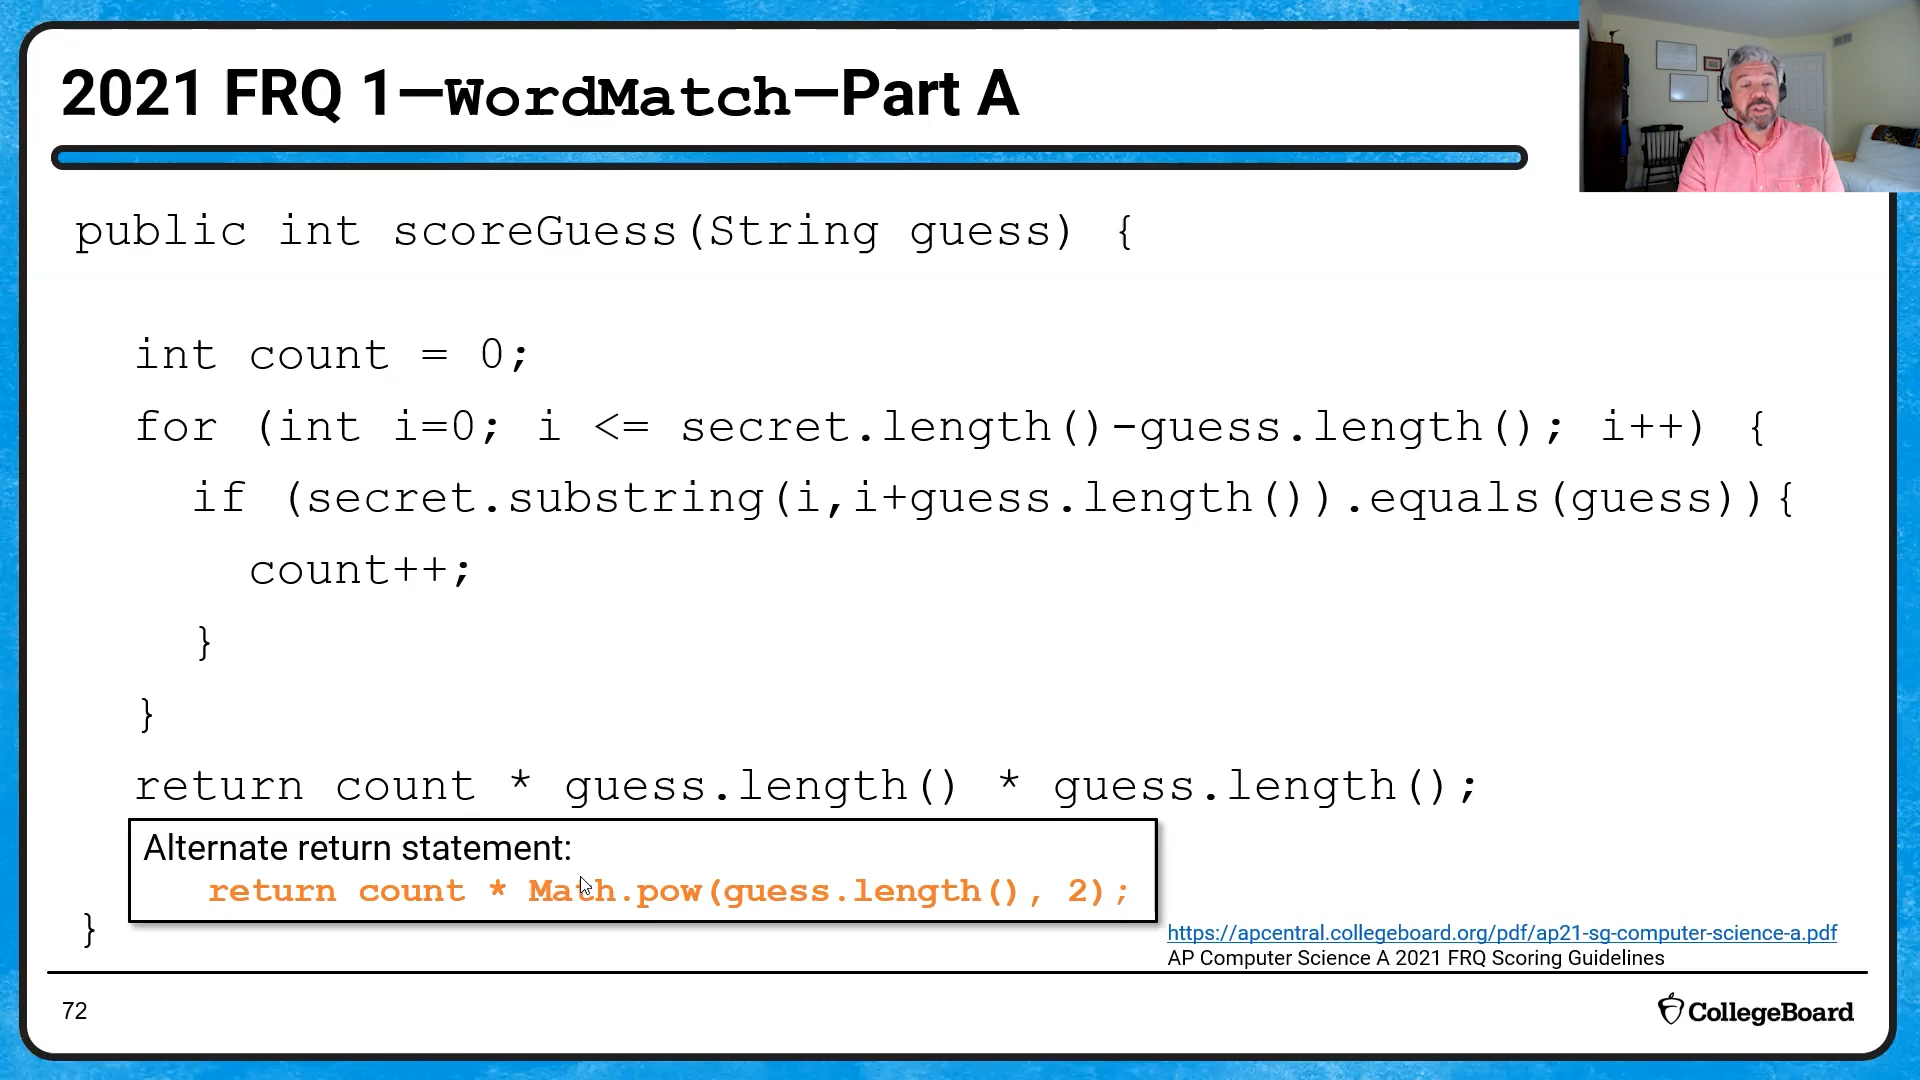 2021 FRQ 1—WordMatch—Part A
public int scoreGuess(String guess) {
int count = 0;
for (int i=0; i <= secret.length()-guess.length(); i++) {
if (secret.substring(i,i+guess.length()).equals(guess)){
count++;
}
}
return count * guess.length() * guess.length();
Alternate return statement:
return count * Math.pow(guess.length(), 2);
}
https://apcentral.collegeboard.org/pdf/ap21-sg-computer-science-a.pdf
AP Computer Science A 2021 FRQ Scoring Guidelines
72
CollegeBoard